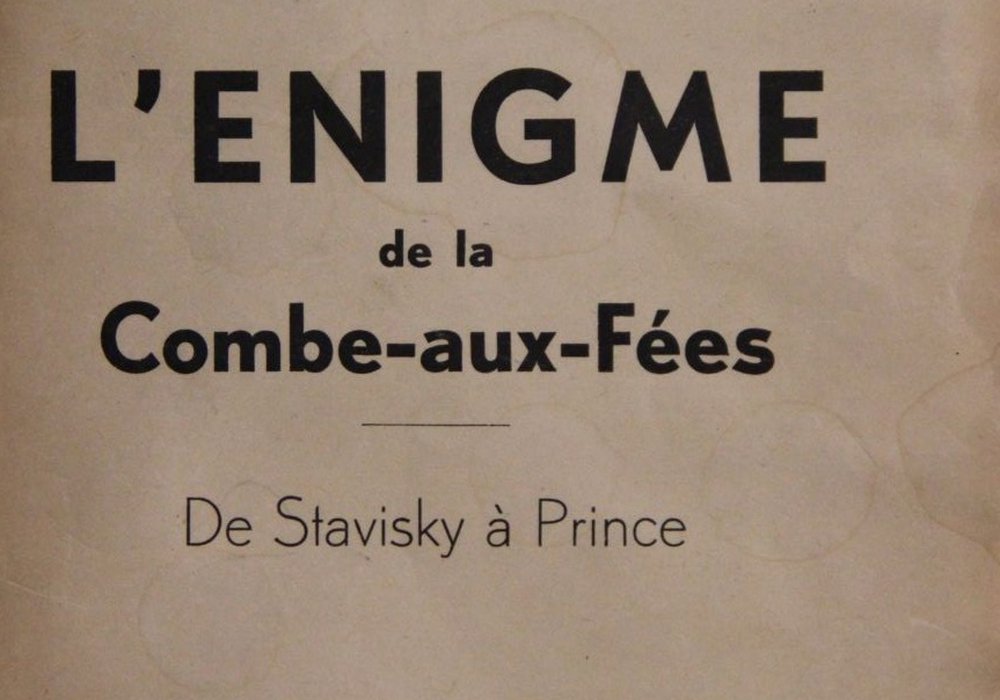 L'ENIGME
de la
Combe-aux-Fées
De Stavisky à Prince